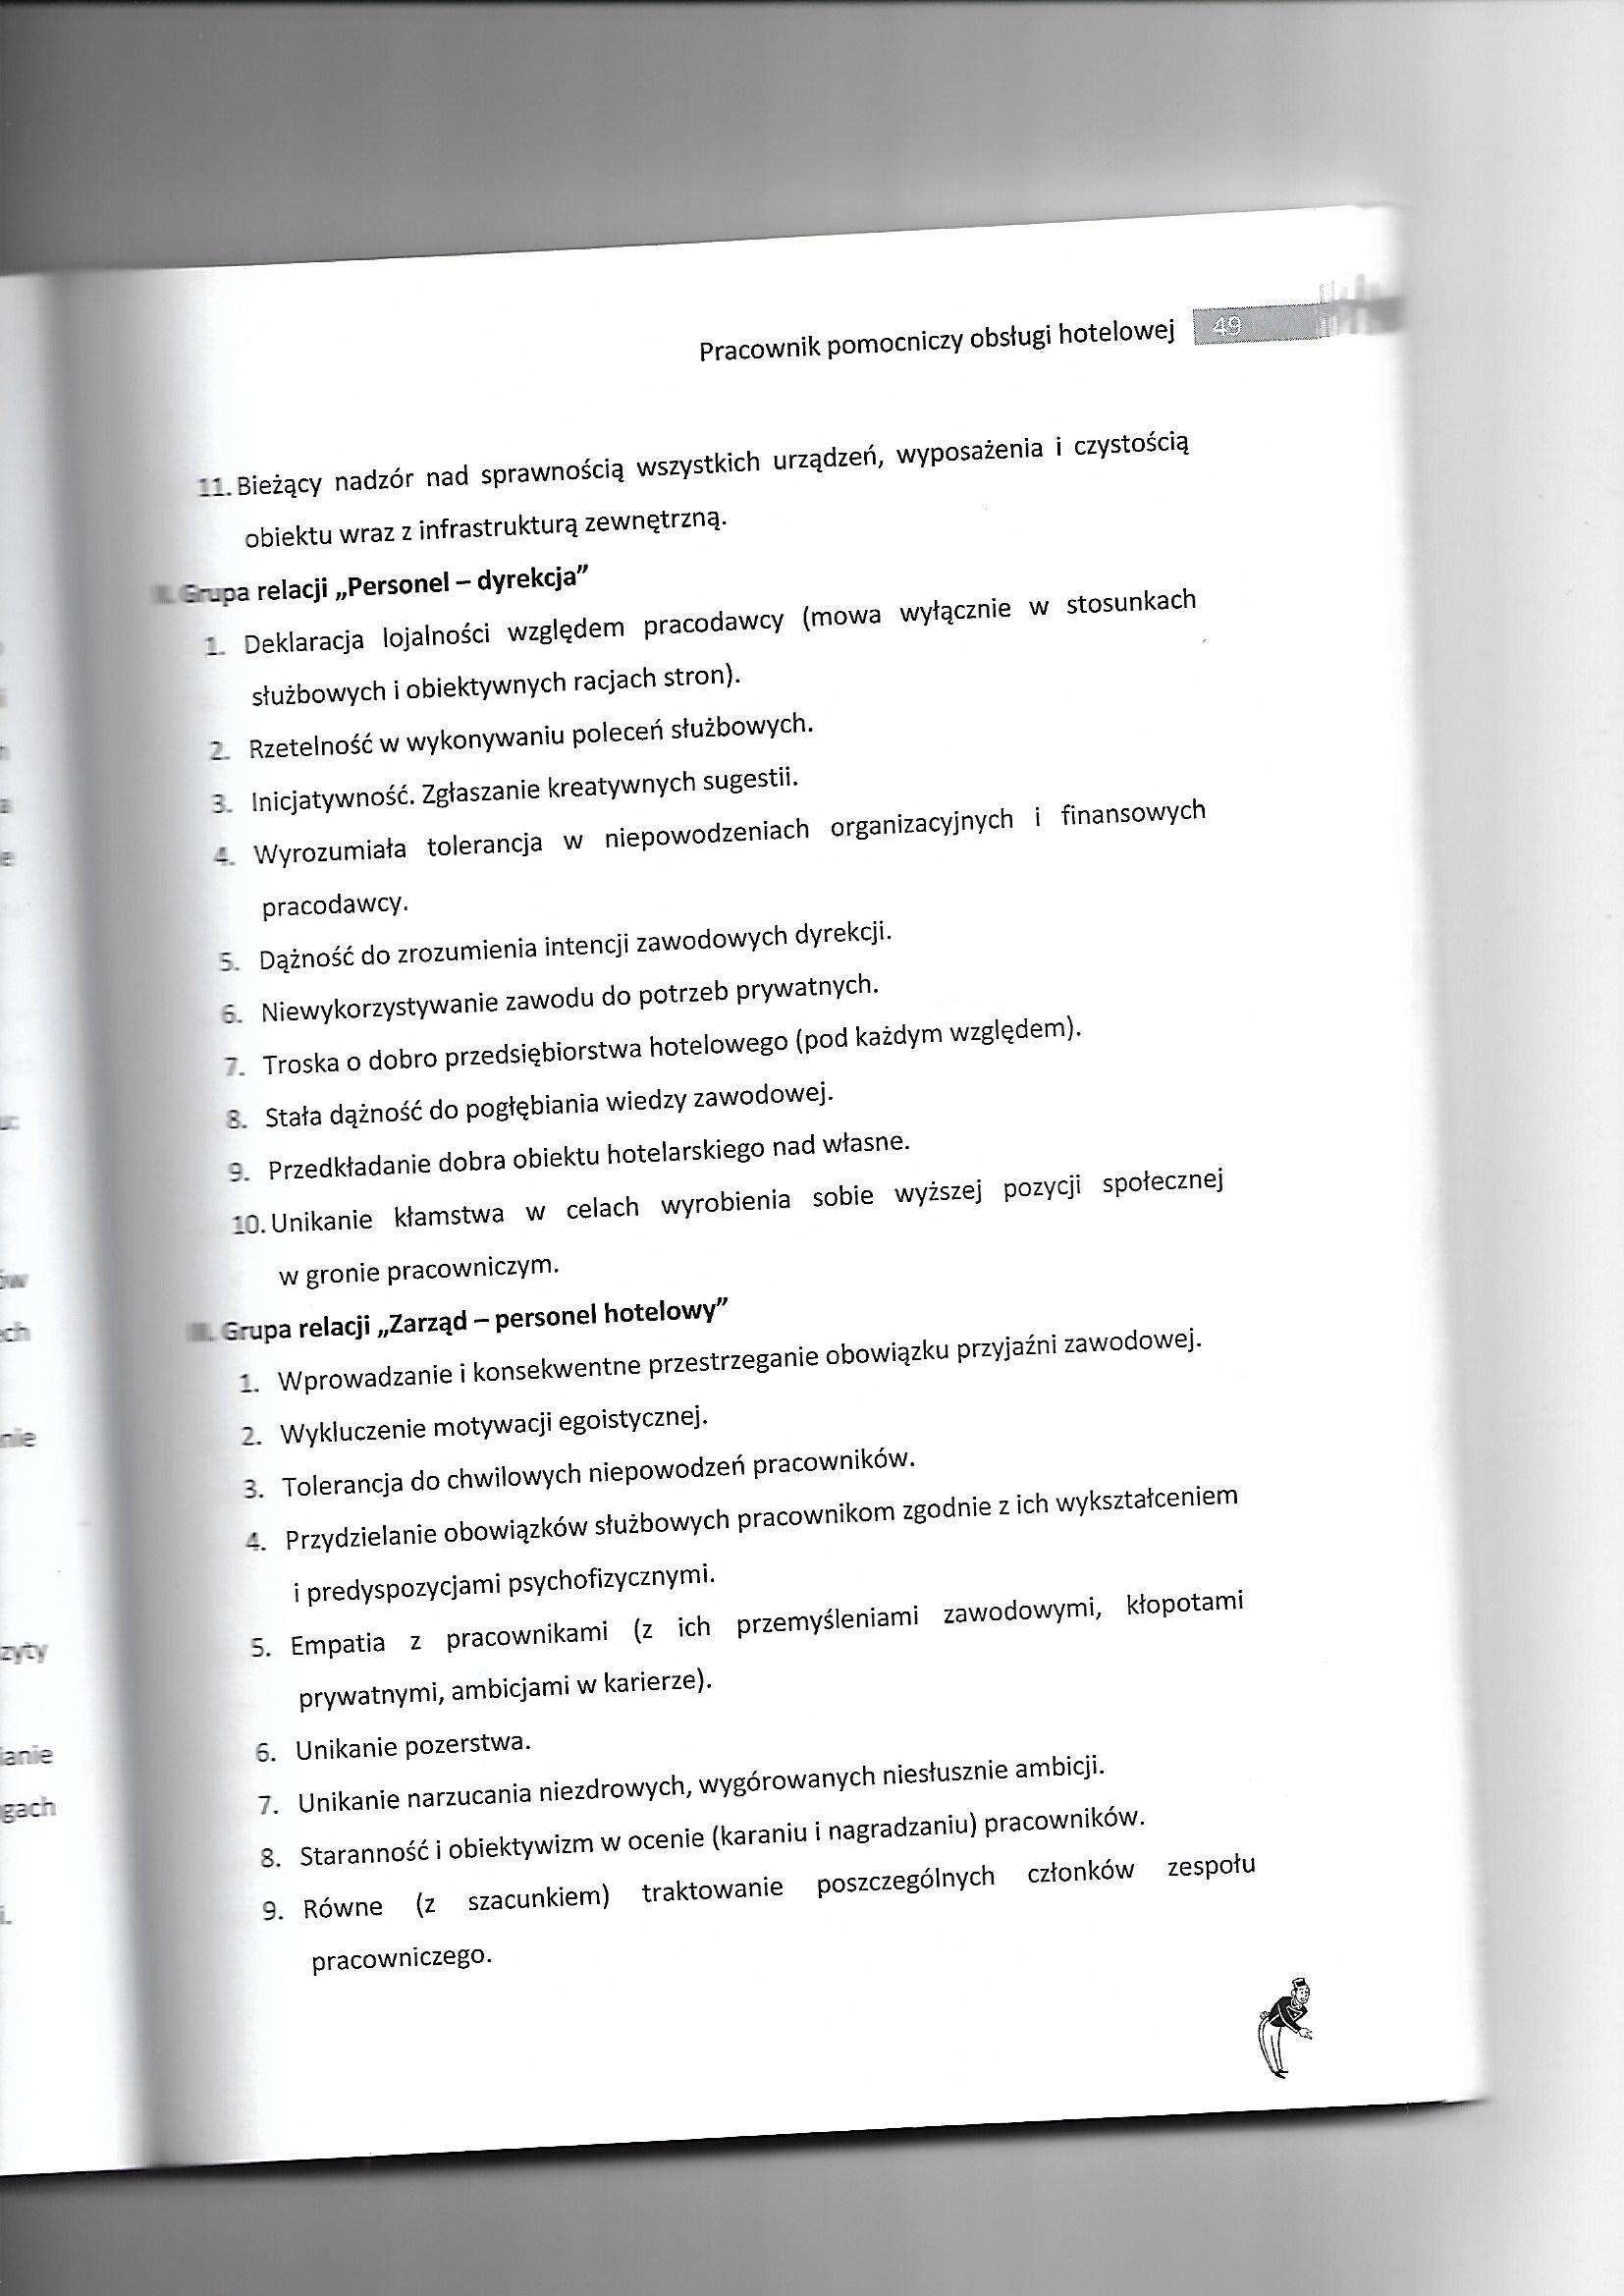 Pracownik pomocniczy obsługi hotelowej 49
11. Bieżący nadzór nad sprawnością wszystkich urządzeń, wyposażenia i czystością
obiektu wraz z infrastrukturą zewnętrzną.
Grupa relacji „Personel – dyrekcja”
1. Deklaracja lojalności względem pracodawcy (mowa wyłącznie w stosunkach
służbowych i obiektywnych racjach stron).
2. Rzetelność w wykonywaniu poleceń służbowych.
3. Inicjatywność. Zgłaszanie kreatywnych sugestii.
4. Wyrozumiała tolerancja w niepowodzeniach organizacyjnych i finansowych
pracodawcy.
5. Dążność do zrozumienia intencji zawodowych dyrekcji.
6. Niewykorzystywanie zawodu do potrzeb prywatnych.
7. Troska o dobro przedsiębiorstwa hotelowego (pod każdym względem).
8. Stała dążność do pogłębiania wiedzy zawodowej.
9. Przedkładanie dobra obiektu hotelarskiego nad własne.
10. Unikanie kłamstwa w celach wyrobienia sobie wyższej pozycji społecznej
w gronie pracowniczym.
Grupa relacji „Zarząd – personel hotelowy”
1. Wprowadzanie i konsekwentne przestrzeganie obowiązku przyjaźni zawodowej.
2. Wykluczenie motywacji egoistycznej.
3. Tolerancja do chwilowych niepowodzeń pracowników.
4. Przydzielanie obowiązków służbowych pracownikom zgodnie z ich wykształceniem
i predyspozycjami psychofizycznymi.
5. Empatia z pracownikami (z ich przemyśleniami zawodowymi, kłopotami
prywatnymi, ambicjami w karierze).
6. Unikanie pozerstwa.
7. Unikanie narzucania niezdrowych, wygórowanych niesłusznie ambicji.
8. Staranność i obiektywizm w ocenie (karaniu i nagradzaniu) pracowników.
9. Równe (z szacunkiem) traktowanie poszczególnych członków zespołu
pracowniczego.